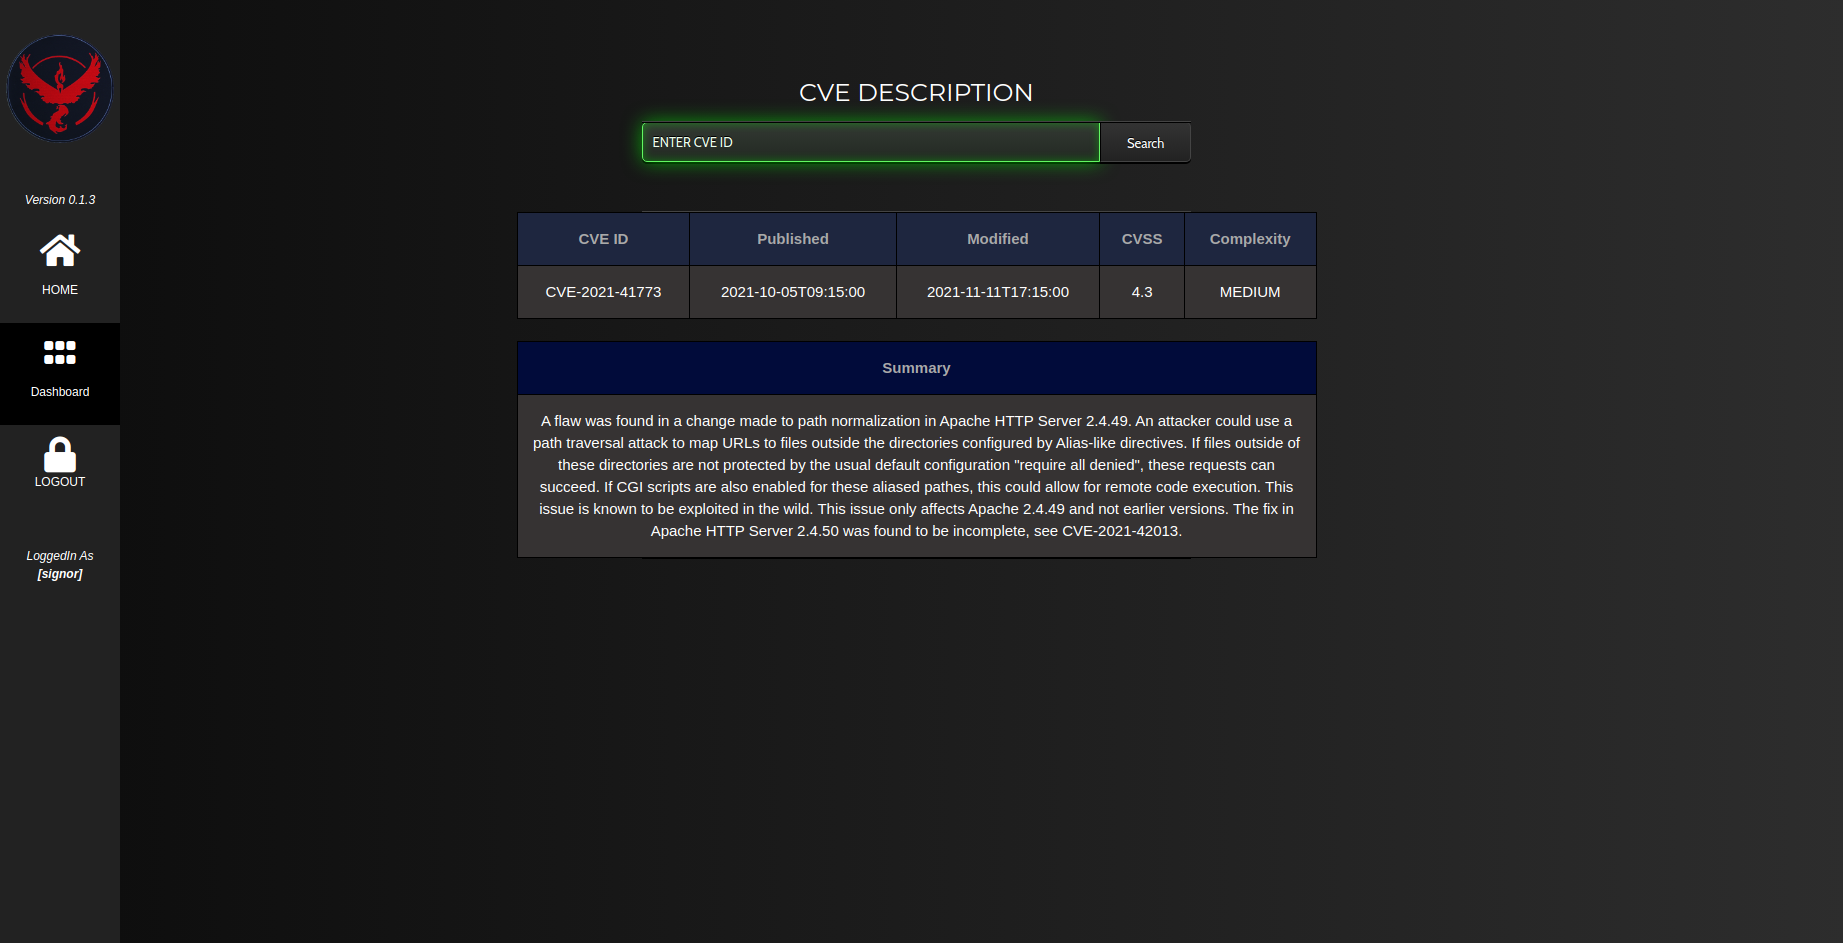 CVE DESCRIPTION
ENTER CVE ID
Search
Version 0.1.3
HOME
Dashboard
LOGOUT
LoggedIn As
[signor]
CVE ID Published Modified CVSS Complexity
CVE-2021-41773 2021-10-05T09:15:00 2021-11-11T17:15:00 4.3 MEDIUM
Summary
A flaw was found in a change made to path normalization in Apache HTTP Server 2.4.49. An attacker could use a
path traversal attack to map URLs to files outside the directories configured by Alias-like directives. If files outside of
these directories are not protected by the usual default configuration "require all denied", these requests can
succeed. If CGI scripts are also enabled for these aliased pathes, this could allow for remote code execution. This
issue is known to be exploited in the wild. This issue only affects Apache 2.4.49 and not earlier versions. The fix in
Apache HTTP Server 2.4.50 was found to be incomplete, see CVE-2021-42013.